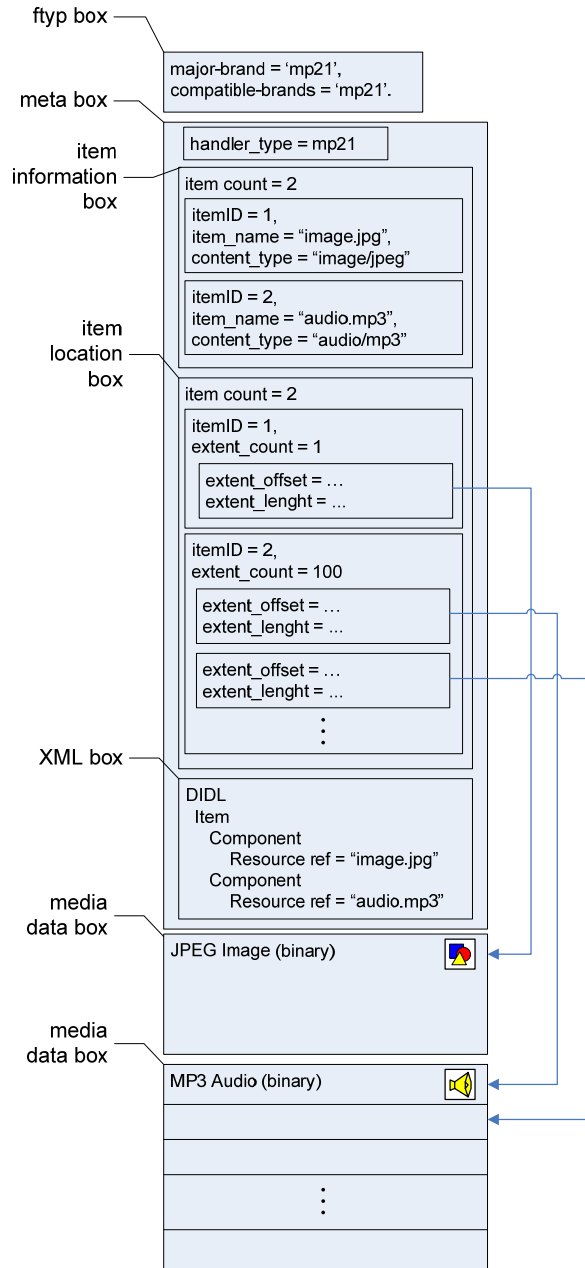 ftyp box
major-brand = ‘mp21’,
compatible-brands = ‘mp21’.
meta box
handler_type = mp21
item
information
box
item count = 2
itemID = 1,
item_name = “image.jpg”,
content_type = “image/jpeg”
itemID = 2,
item_name = “audio.mp3”,
content_type = “audio/mp3”
item
location
box
item count = 2
itemID = 1,
extent_count = 1
extent_offset = …
extent_lenght = ...
itemID = 2,
extent_count = 100
extent_offset = …
extent_lenght = ...
extent_offset = …
extent_lenght = ...
XML box
DIDL
Item
Component
Resource ref = “image.jpg”
Component
Resource ref = “audio.mp3”
media
data box
JPEG Image (binary)
media
data box
MP3 Audio (binary)